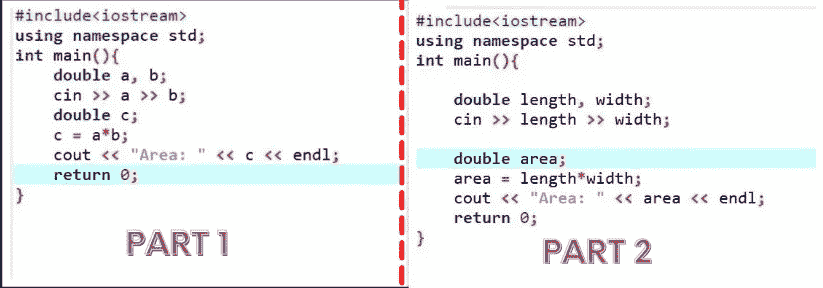 #include<iostream>
using namespace std;
int main(){
    double a, b;
    cin >> a >> b;
    double c;
    c = a*b;
    cout << "Area: " << c << endl;
    return 0;
}
PART 1
#include<iostream>
using namespace std;
int main(){
    double length, width;
    cin >> length >> width;
    double area;
    area = length*width;
    cout << "Area: " << area << endl;
    return 0;
}
PART 2